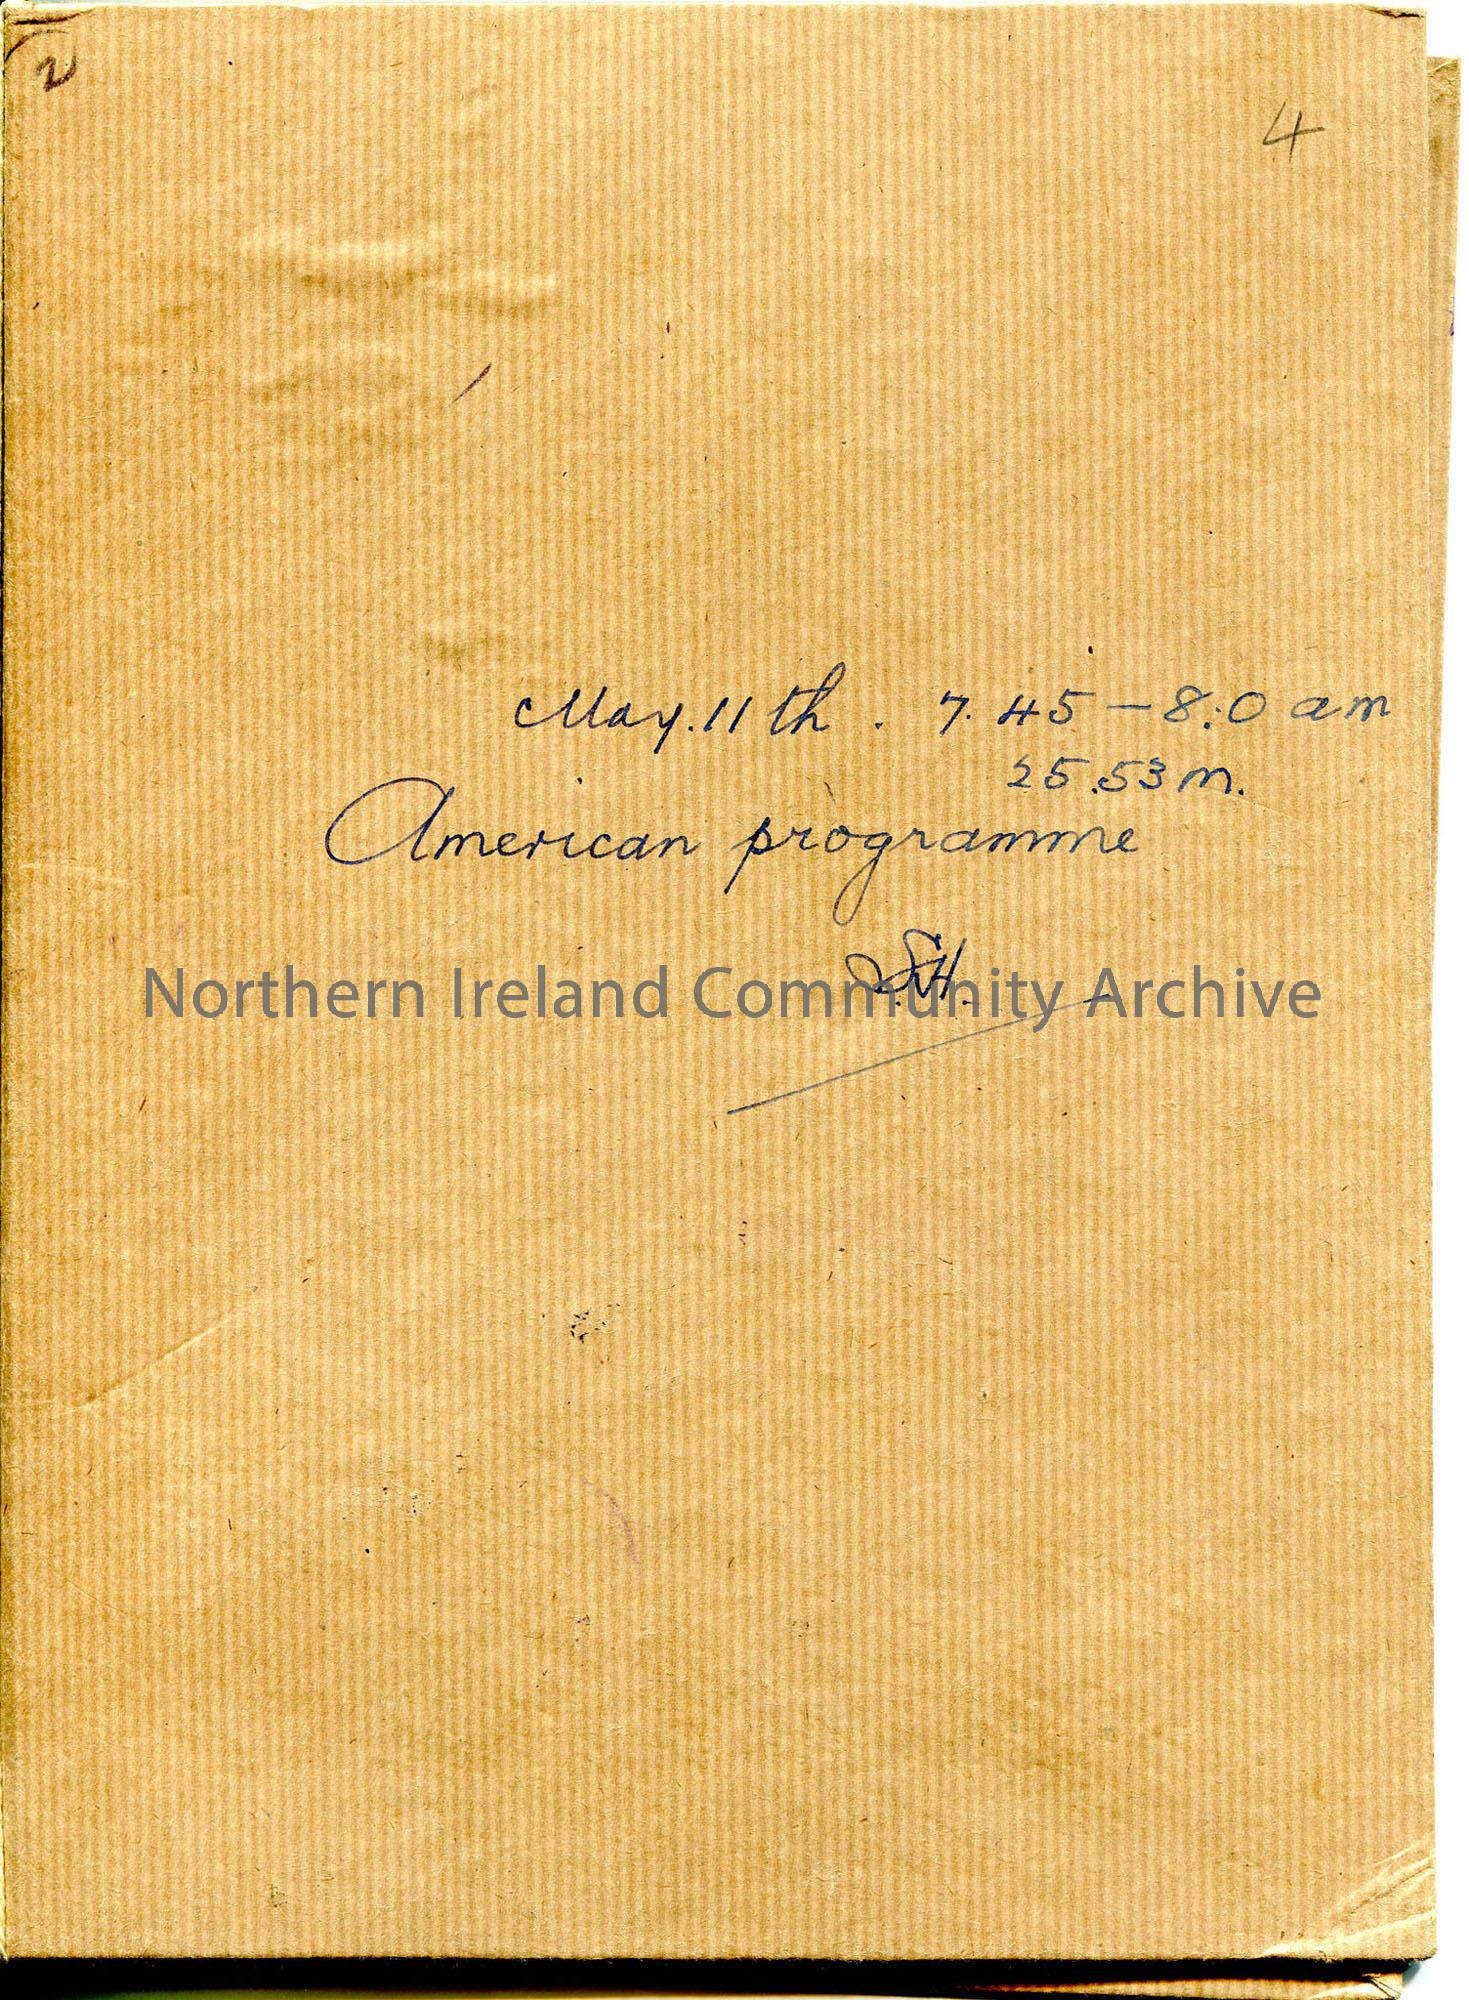 2
4
May. 11th . 7. 45 – 8.0 am
25.53 m.
American programme
S.H.
Northern Ireland Community Archive